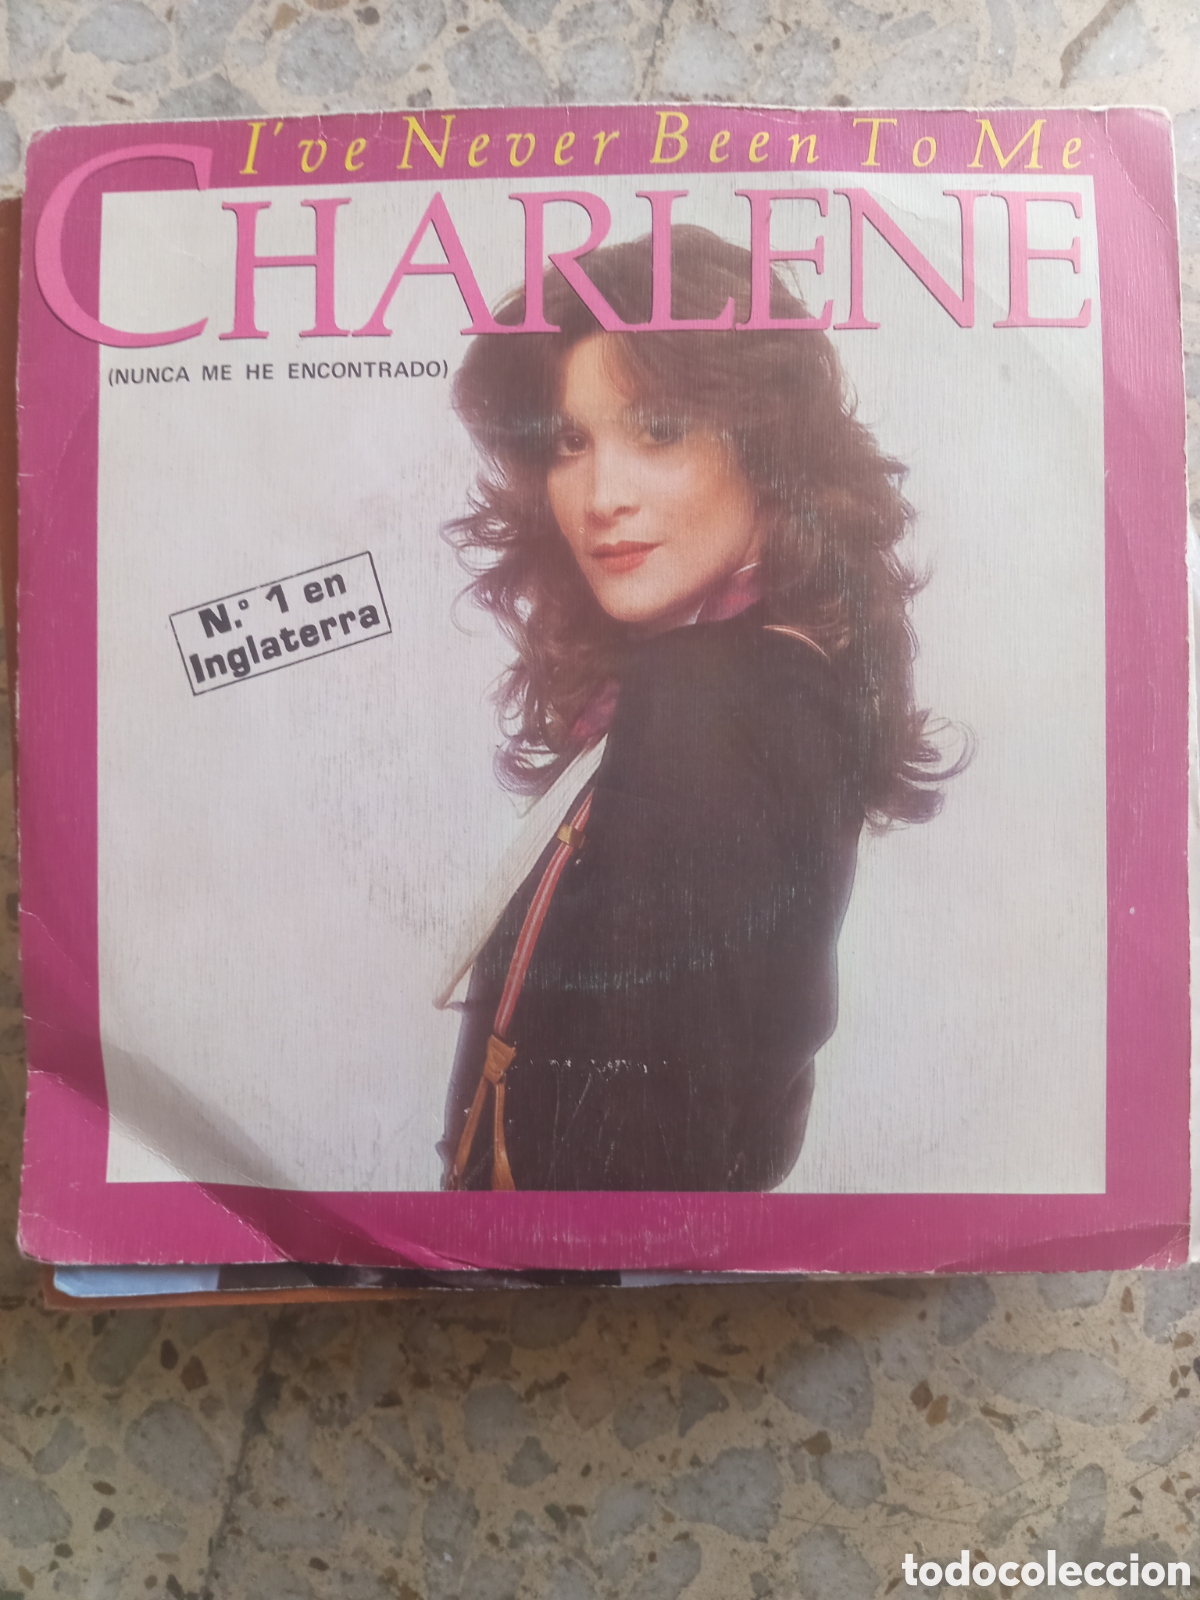 I've Never Been To Me
CHARLENE
(NUNCA ME HE ENCONTRADO)
N.º 1 en
Inglaterra
todocoleccion